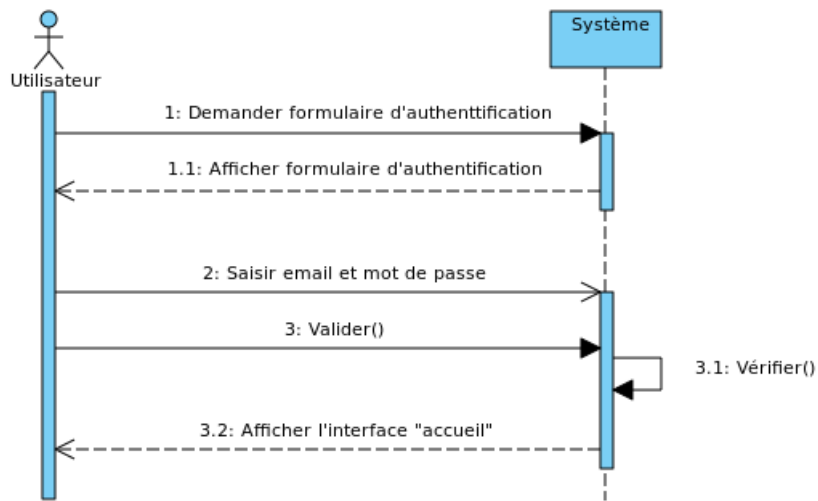 Système
Utilisateur
1: Demander formulaire d'authenttification
1.1: Afficher formulaire d'authentification
2: Saisir email et mot de passe
3: Valider()
3.1: Vérifier()
3.2: Afficher l'interface "accueil"